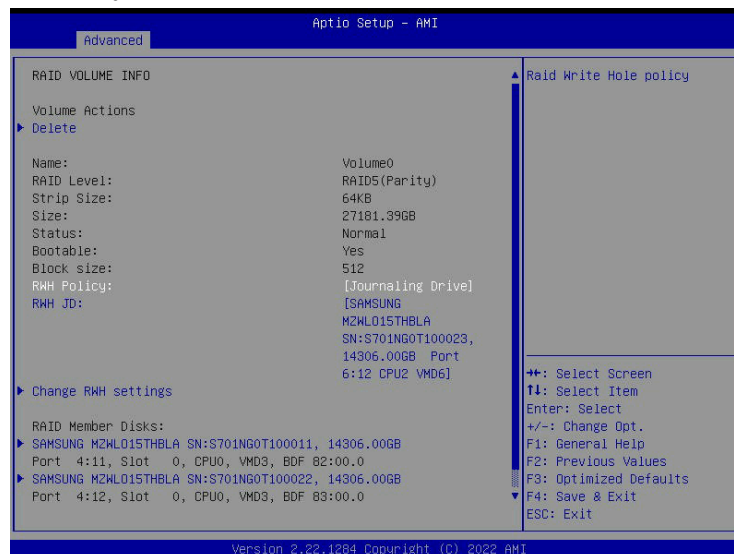 Aptio Setup - AMI
Advanced
RAID VOLUME INFO
Raid Write Hole policy
Volume Actions
Delete
Name: Volume0
RAID Level: RAID5(Parity)
Strip Size: 64KB
Size: 27181.39GB
Status: Normal
Bootable: Yes
Block size: 512
RWH Policy: [Journaling Drive]
RWH JD: [SAMSUNG
MZWLO15THBLA
SN:S701NG0T100023,
14306.00GB Port
6:12 CPU2 VMD6]
Change RWH settings
RAID Member Disks:
SAMSUNG MZWLO15THBLA SN:S701NG0T100011, 14306.00GB
Port 4:11, Slot 0, CPU0, VMD3, BDF 82:00.0
SAMSUNG MZWLO15THBLA SN:S701NG0T100022, 14306.00GB
Port 4:12, Slot 0, CPU0, VMD3, BDF 83:00.0
→←: Select Screen
↑↓: Select Item
Enter: Select
+/-: Change Opt.
F1: General Help
F2: Previous Values
F3: Optimized Defaults
F4: Save & Exit
ESC: Exit
Version 2.22.1284 Copyright (C) 2022 AMI